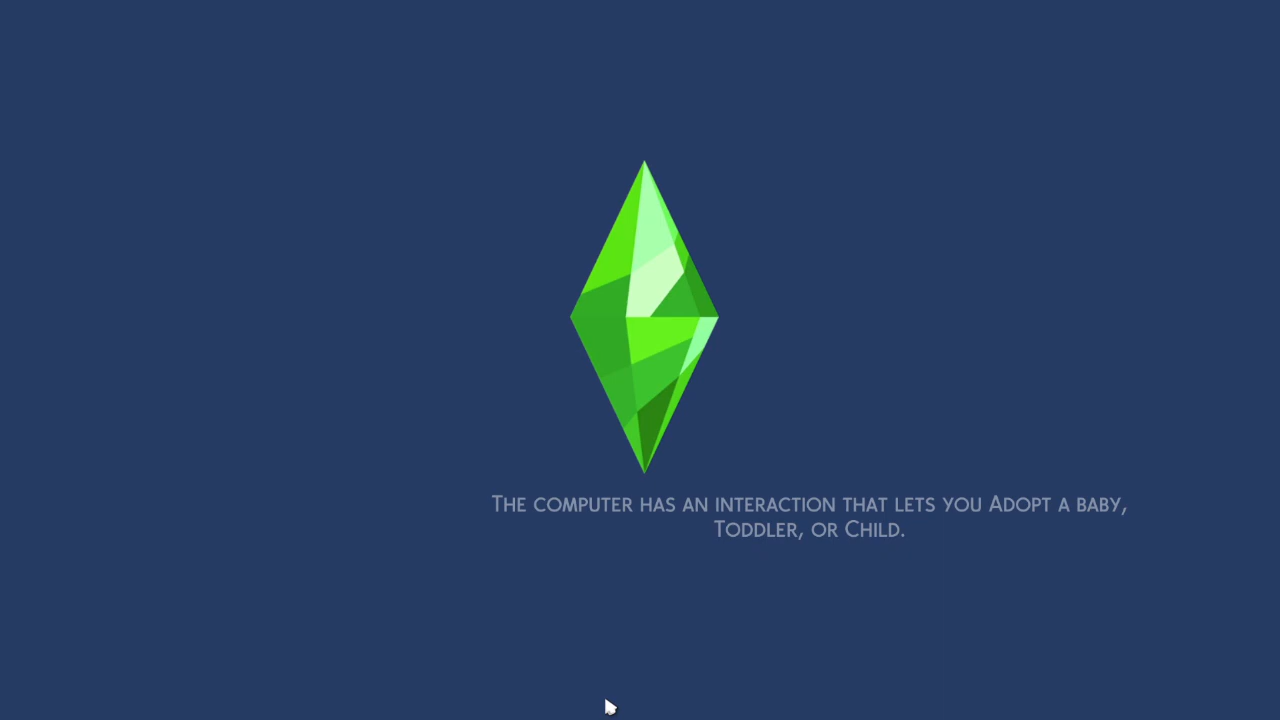 The computer has an interaction that lets you Adopt a baby,
Toddler, or Child.